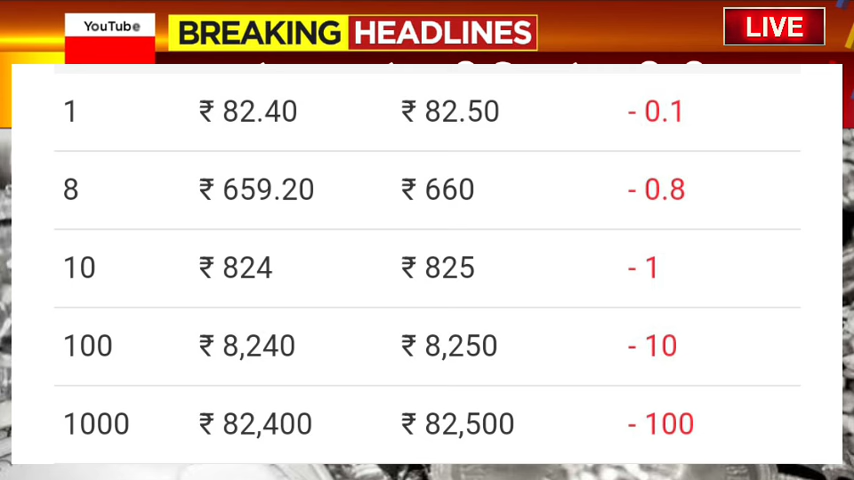 YouTube
BREAKING HEADLINES
LIVE
1 ₹ 82.40 ₹ 82.50 - 0.1
8 ₹ 659.20 ₹ 660 - 0.8
10 ₹ 824 ₹ 825 - 1
100 ₹ 8,240 ₹ 8,250 - 10
1000 ₹ 82,400 ₹ 82,500 - 100